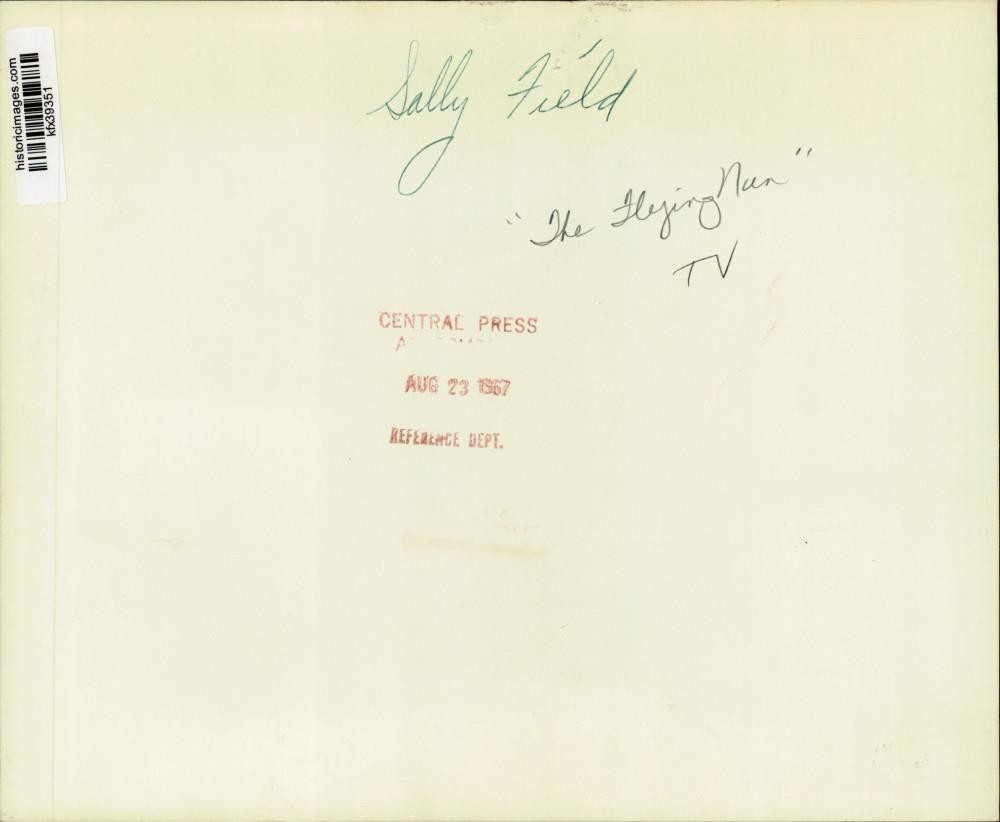 historicimages.com
kfx39351
Sally Field
"The Flying Nun"
TV
CENTRAL PRESS
AUG 23 1967
REFERENCE DEPT.